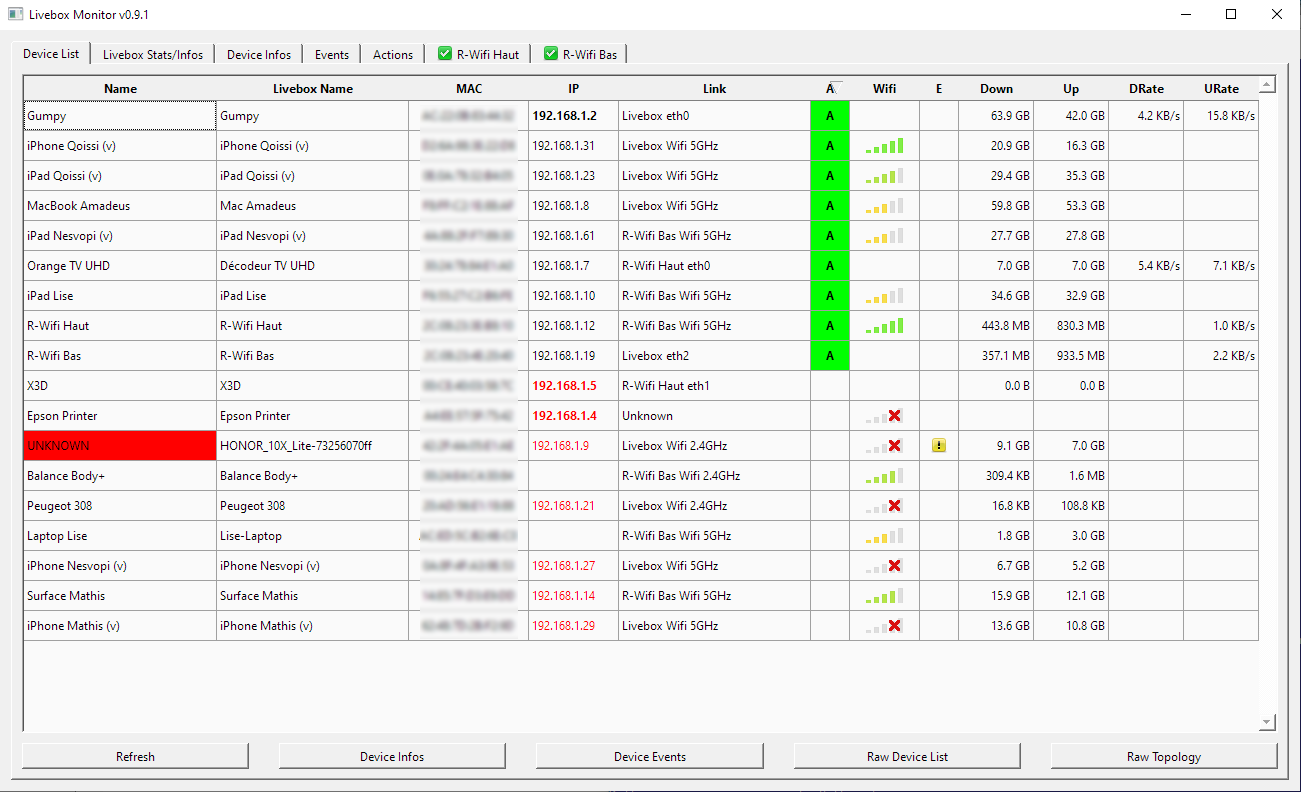 Livebox Monitor v0.9.1
Device List Livebox Stats/Infos Device Infos Events Actions R-Wifi Haut R-Wifi Bas
Name Livebox Name MAC IP Link A Wifi E Down Up DRate URate
Gumpy Gumpy 192.168.1.2 Livebox eth0 A 63.9 GB 42.0 GB 4.2 KB/s 15.8 KB/s
iPhone Qoissi (v) iPhone Qoissi (v) 192.168.1.31 Livebox Wifi 5GHz A 20.9 GB 16.3 GB
iPad Qoissi (v) iPad Qoissi (v) 192.168.1.23 Livebox Wifi 5GHz A 29.4 GB 35.3 GB
MacBook Amadeus Mac Amadeus 192.168.1.8 Livebox Wifi 5GHz A 59.8 GB 53.3 GB
iPad Nesvopi (v) iPad Nesvopi (v) 192.168.1.61 R-Wifi Bas Wifi 5GHz A 27.7 GB 27.8 GB
Orange TV UHD Décodeur TV UHD 192.168.1.7 R-Wifi Haut eth0 A 7.0 GB 7.0 GB 5.4 KB/s 7.1 KB/s
iPad Lise iPad Lise 192.168.1.10 R-Wifi Bas Wifi 5GHz A 34.6 GB 32.9 GB
R-Wifi Haut R-Wifi Haut 192.168.1.12 R-Wifi Bas Wifi 5GHz A 443.8 MB 830.3 MB 1.0 KB/s
R-Wifi Bas R-Wifi Bas 192.168.1.19 Livebox eth2 A 357.1 MB 933.5 MB 2.2 KB/s
X3D X3D 192.168.1.5 R-Wifi Haut eth1 0.0 B 0.0 B
Epson Printer Epson Printer 192.168.1.4 Unknown
UNKNOWN HONOR_10X_Lite-73256070ff 192.168.1.9 Livebox Wifi 2.4GHz 9.1 GB 7.0 GB
Balance Body+ Balance Body+ R-Wifi Bas Wifi 2.4GHz 309.4 KB 1.6 MB
Peugeot 308 Peugeot 308 192.168.1.21 Livebox Wifi 2.4GHz 16.8 KB 108.8 KB
Laptop Lise Lise-Laptop R-Wifi Bas Wifi 5GHz 1.8 GB 3.0 GB
iPhone Nesvopi (v) iPhone Nesvopi (v) 192.168.1.27 Livebox Wifi 5GHz 6.7 GB 5.2 GB
Surface Mathis Surface Mathis 192.168.1.14 R-Wifi Bas Wifi 5GHz 15.9 GB 12.1 GB
iPhone Mathis (v) iPhone Mathis (v) 192.168.1.29 Livebox Wifi 5GHz 13.6 GB 10.8 GB
Refresh Device Infos Device Events Raw Device List Raw Topology